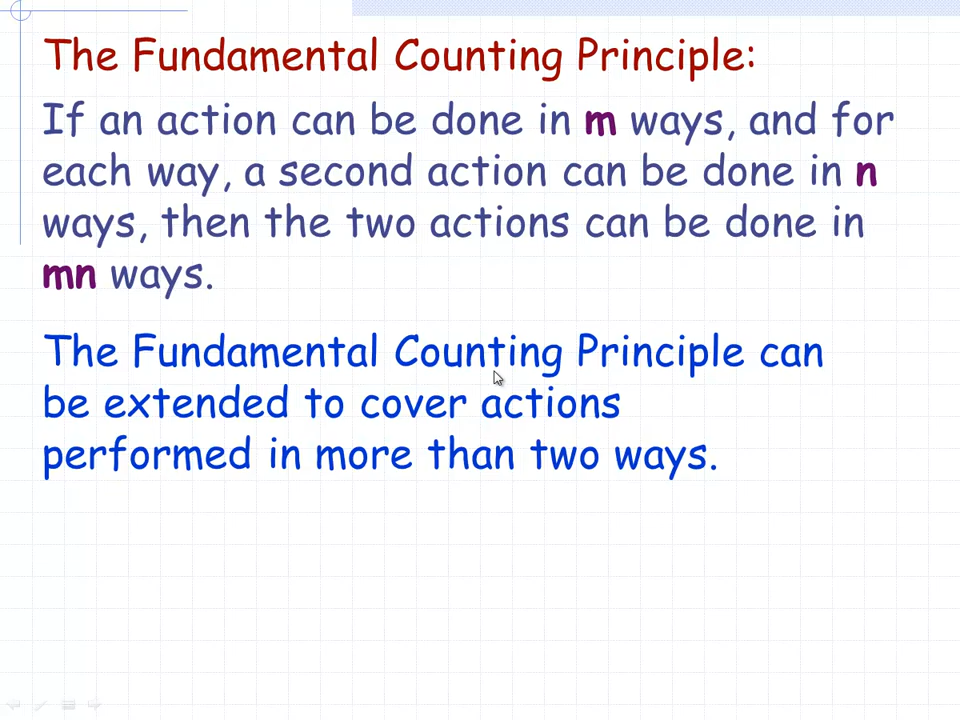 The Fundamental Counting Principle:
If an action can be done in m ways, and for
each way, a second action can be done in n
ways, then the two actions can be done in
mn ways.
The Fundamental Counting Principle can
be extended to cover actions
performed in more than two ways.